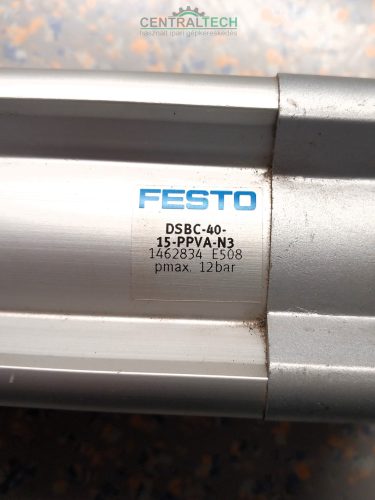 CENTRALTECH
használt ipari gépkereskedés
FESTO
DSBC-40-
15-PPVA-N3
1462834 E508
pmax. 12bar